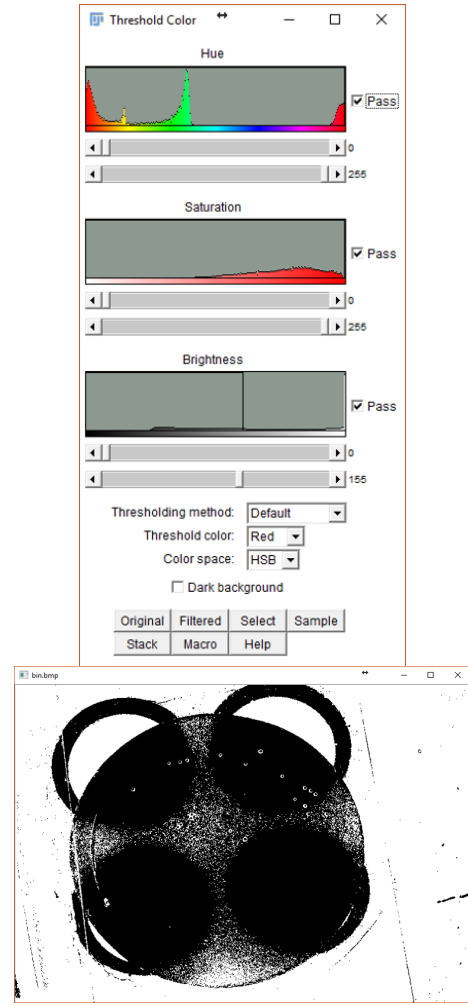 Threshold Color
Hue
Pass
0
255
Saturation
Pass
0
255
Brightness
Pass
0
155
Thresholding method: Default
Threshold color: Red
Color space: HSB
Dark background
Original Filtered Select Sample
Stack Macro Help
bin.bmp